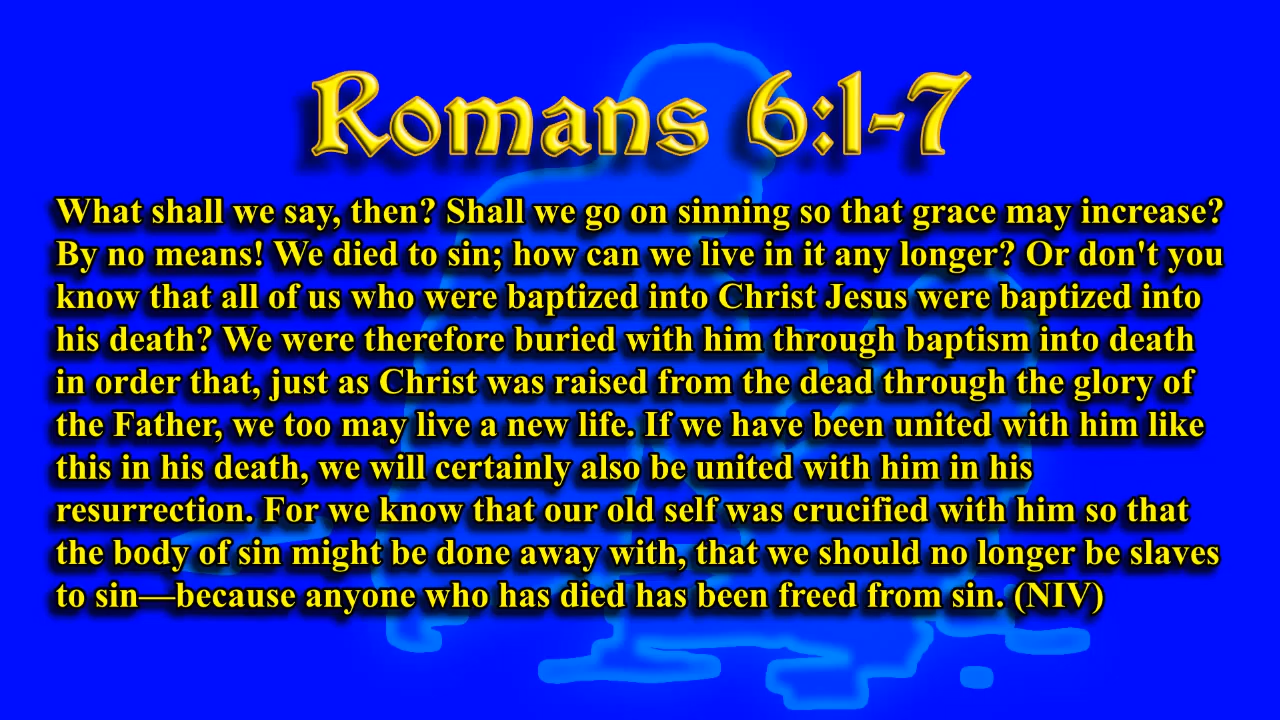 Romans 6:1-7
What shall we say, then? Shall we go on sinning so that grace may increase?
By no means! We died to sin; how can we live in it any longer? Or don't you
know that all of us who were baptized into Christ Jesus were baptized into
his death? We were therefore buried with him through baptism into death
in order that, just as Christ was raised from the dead through the glory of
the Father, we too may live a new life. If we have been united with him like
this in his death, we will certainly also be united with him in his
resurrection. For we know that our old self was crucified with him so that
the body of sin might be done away with, that we should no longer be slaves
to sin—because anyone who has died has been freed from sin. (NIV)